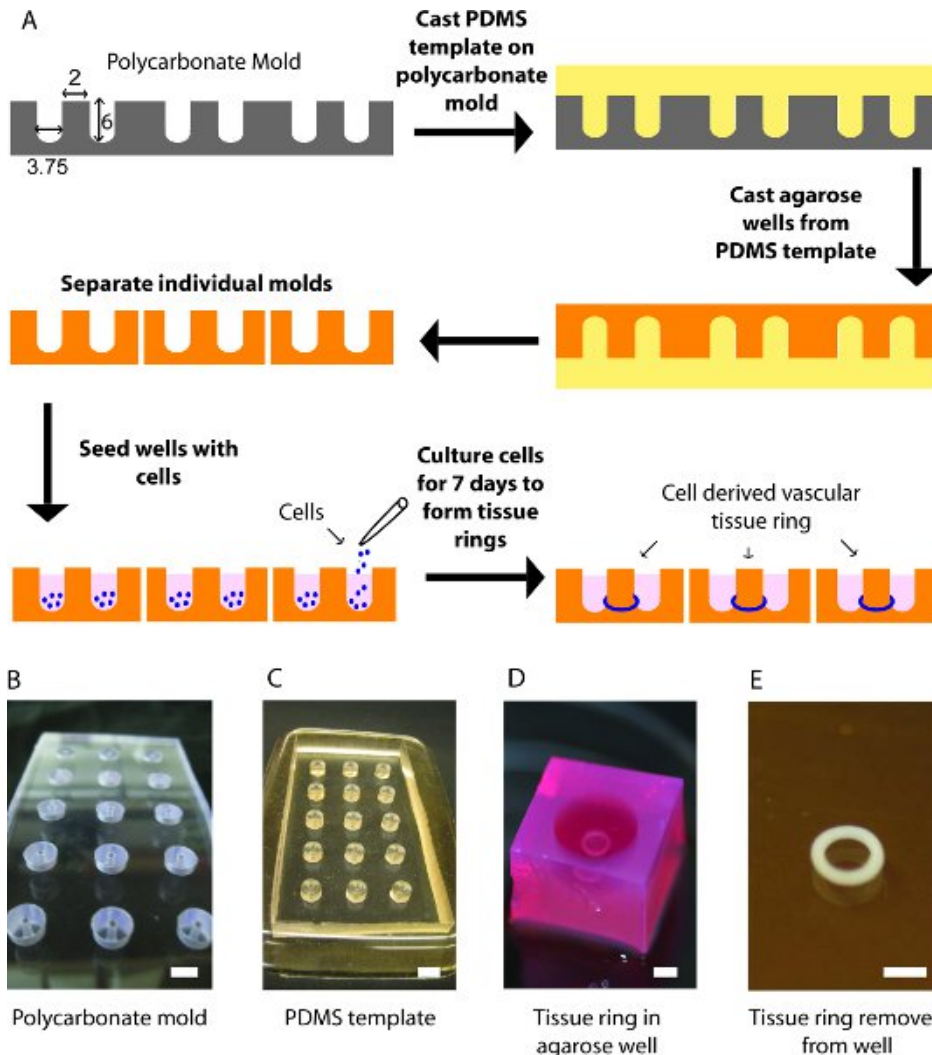 A
Polycarbonate Mold
2
6
3.75
Cast PDMS
template on
polycarbonate
mold
Cast agarose
wells from
PDMS template
Separate individual molds
Seed wells with
cells
Cells
Culture cells
for 7 days to
form tissue
rings
Cell derived vascular
tissue ring
B
C
D
E
Polycarbonate mold
PDMS template
Tissue ring in
agarose well
Tissue ring remove
from well